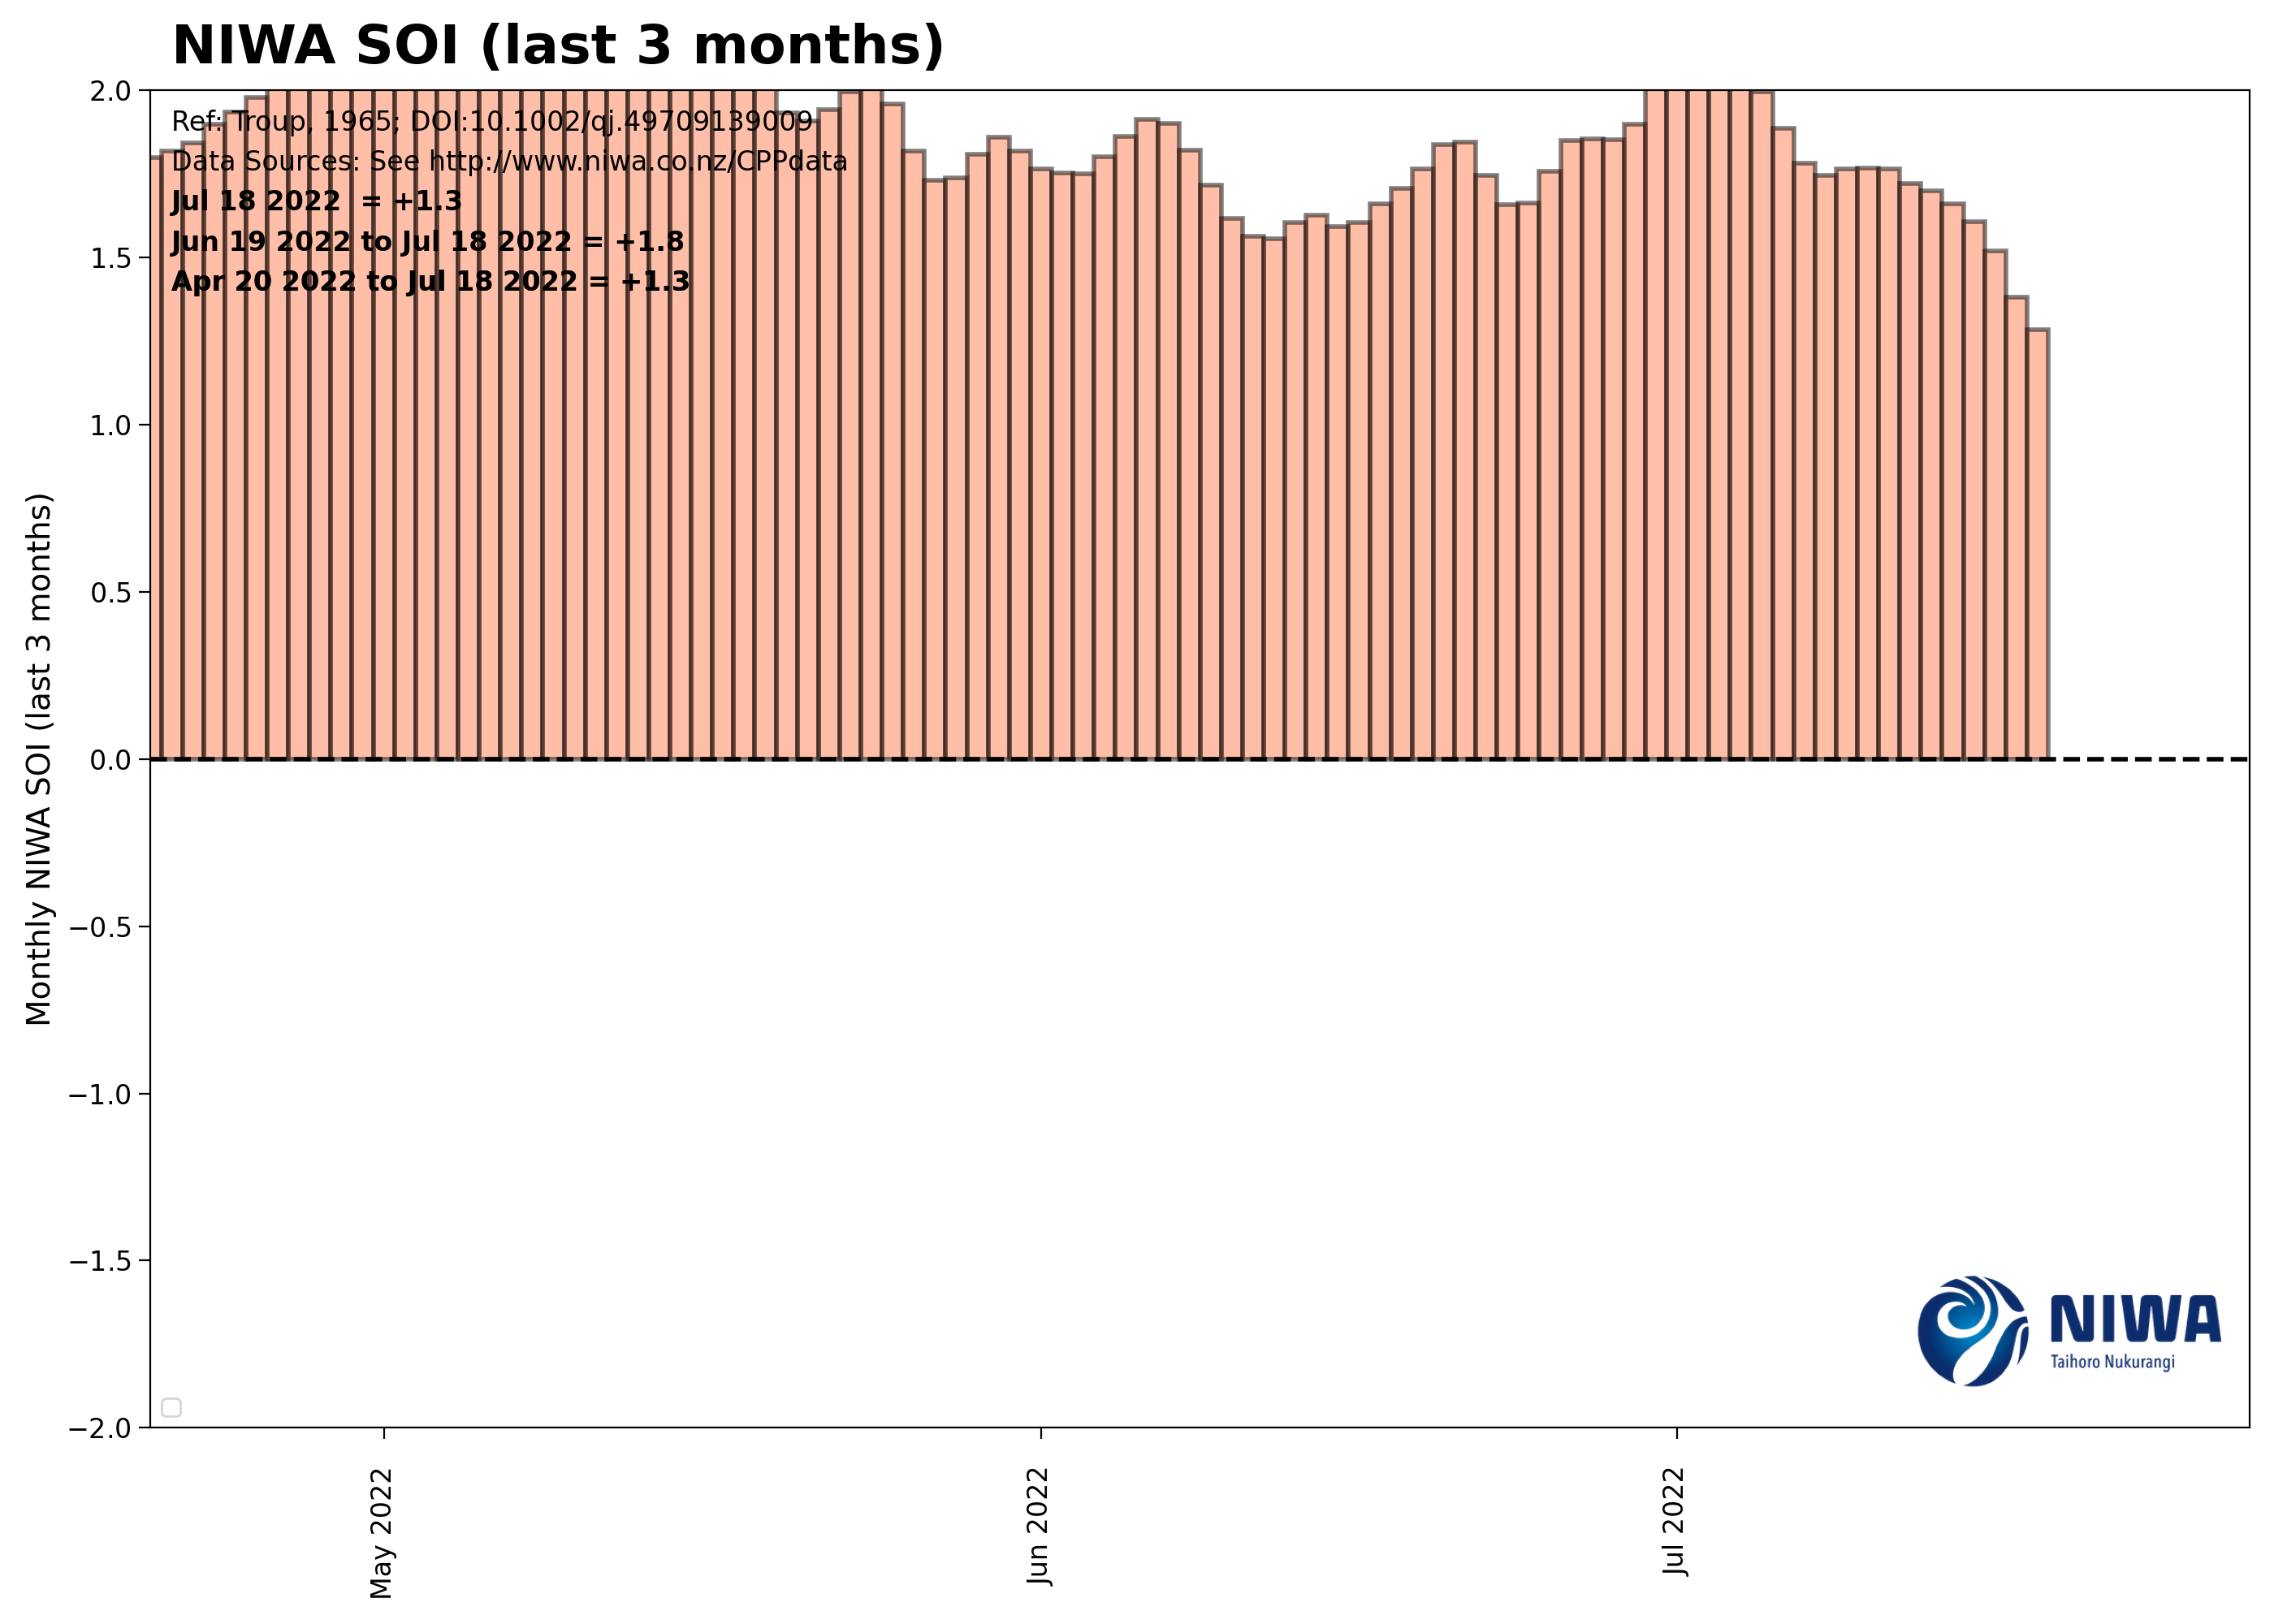 NIWA SOI (last 3 months)
Ref: Troup, 1965; DOI:10.1002/qj.49709139009
Data Sources: See http://www.niwa.co.nz/CPPdata
Jul 18 2022  = +1.3
Jun 19 2022 to Jul 18 2022 = +1.8
Apr 20 2022 to Jul 18 2022 = +1.3
Monthly NIWA SOI (last 3 months)
2.0
1.5
1.0
0.5
0.0
−0.5
−1.0
−1.5
−2.0
May 2022
Jun 2022
Jul 2022
NIWA
Taihoro Nukurangi